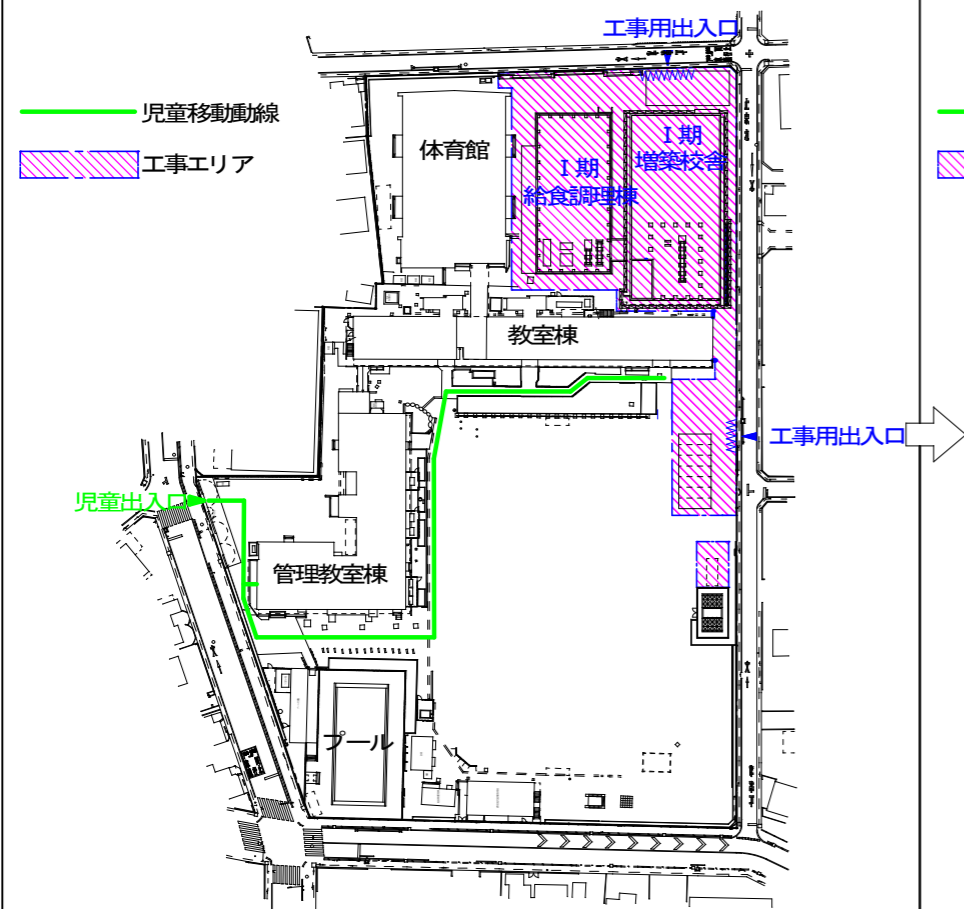 工事用出入口
児童移動動線
工事エリア
体育館
Ⅰ期
増築校舎
Ⅰ期
給食調理棟
教室棟
工事用出入口
児童出入口
管理教室棟
プール